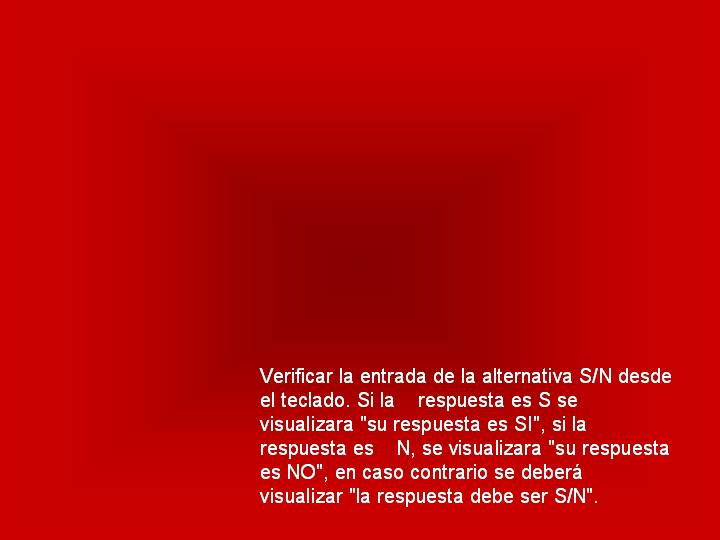 Verificar la entrada de la alternativa S/N desde
el teclado. Si la    respuesta es S se
visualizara "su respuesta es SI", si la
respuesta es    N, se visualizara "su respuesta
es NO", en caso contrario se deberá
visualizar "la respuesta debe ser S/N".